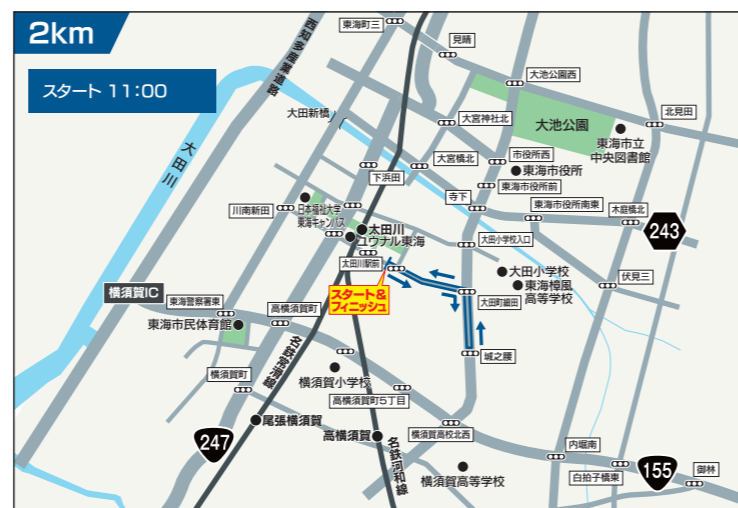 2km
スタート 11:00
西知多産業道路
東海町三
見晴
大池公園西
大田川
大田新橋
大宮神社北
大池公園
北見田
東海市立
中央図書館
大宮橋北
市役所西
東海市役所
下浜田
東海市役所前
寺下
日本福祉大学
東海キャンパス
川南新田
東海市役所南東
木庭橋北
243
太田川
ユウナル東海
大田小学校入口
太田川駅前
大田小学校
東海樟風
高等学校
伏見三
横須賀IC
スタート&
フィニッシュ
東海警察署東
高横須賀町
大田町細田
東海市民体育館
名鉄常滑線
城之腰
横須賀町
横須賀小学校
高横須賀町5丁目
247
尾張横須賀
高横須賀
名鉄河和線
横須賀高校北西
横須賀高等学校
内堀南
白拍子橋東
155
御林